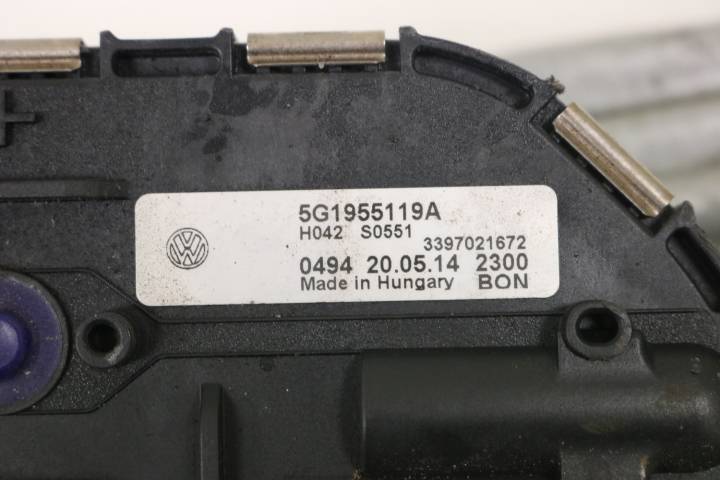 5G1955119A
H042 S0551
3397021672
0494 20.05.14 2300
Made in Hungary BON